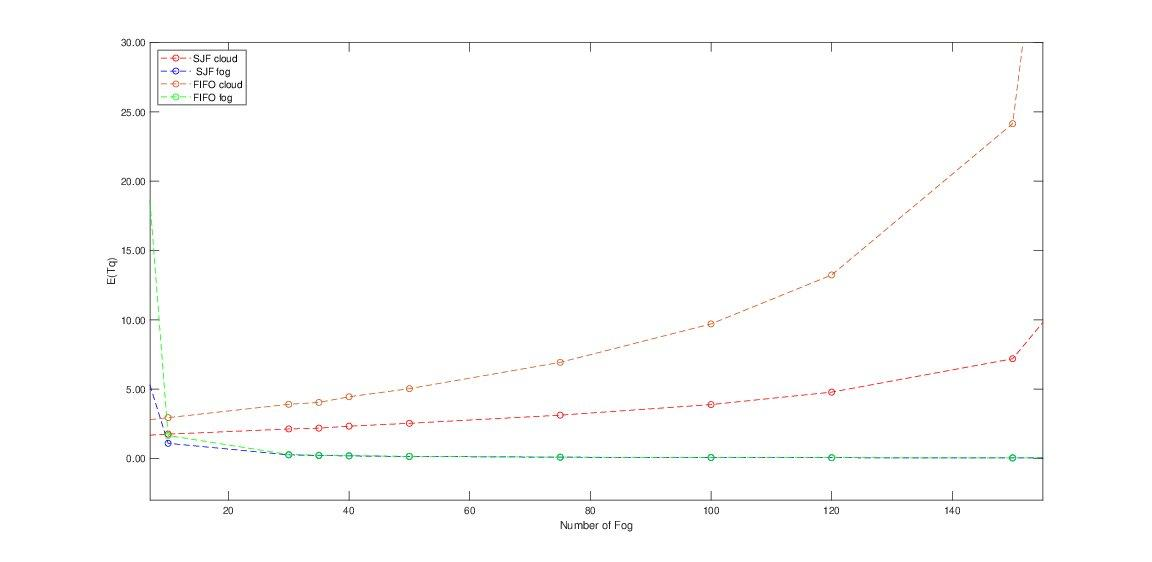 30.00
25.00
20.00
15.00
10.00
5.00
0.00
E(Tq)
SJF cloud
SJF fog
FIFO cloud
FIFO fog
20 40 60 80 100 120 140
Number of Fog